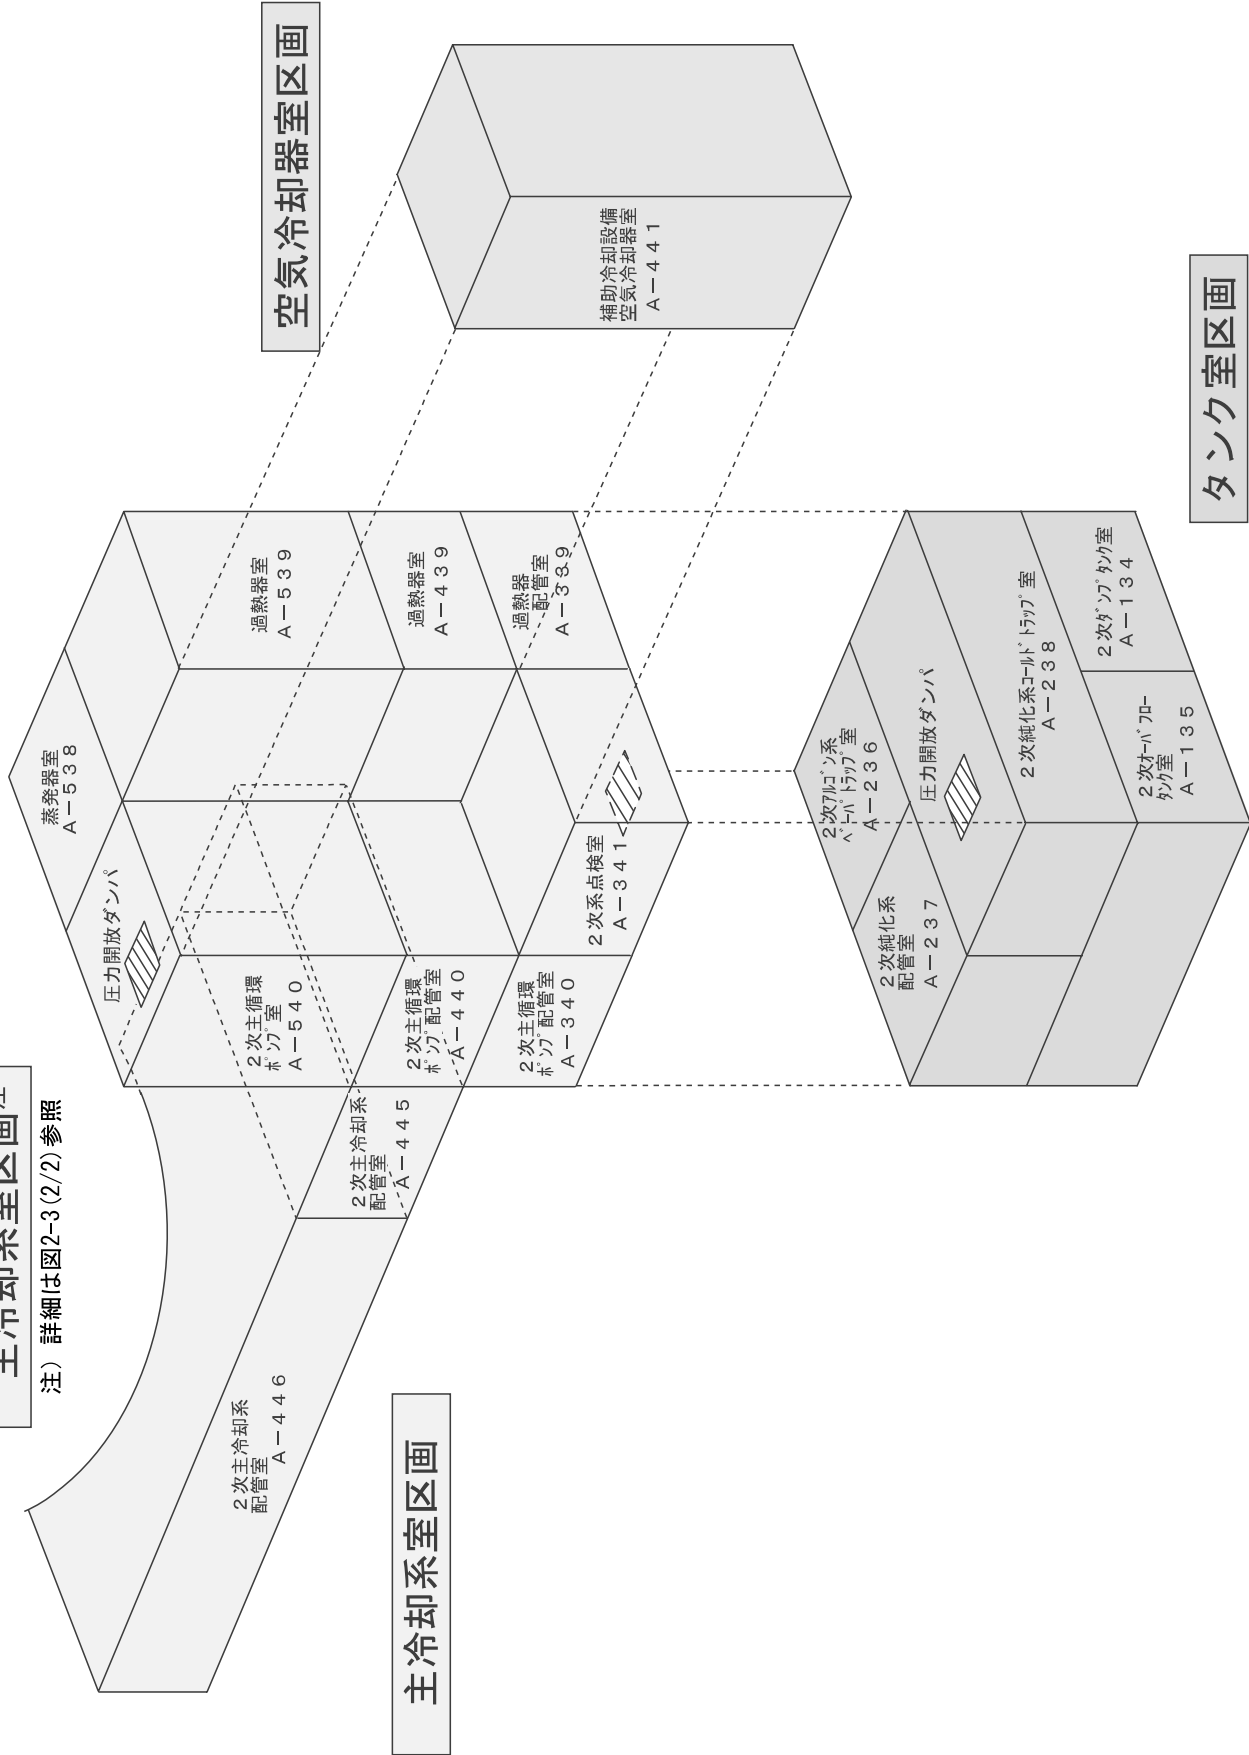 主冷却系室区画注
注) 詳細は図2-3(2/2)参照
空気冷却器室区画
蒸発器室
A－538
圧力開放ダンパ
過熱器室
A－539
過熱器室
A－439
過熱器
配管室
A－339
2次主循環
ポンプ室
A－540
2次主循環
ポンプ配管室
A－440
2次主循環
ポンプ配管室
A－340
2次系点検室
A－341
補助冷却設備
空気冷却器室
A－441
2次主冷却系
配管室
A－445
2次主冷却系
配管室
A－446
主冷却系室区画
2次アルゴン系
ベーパトラップ室
A－236
圧力開放ダンパ
2次純化系
配管室
A－237
2次純化系コールドトラップ室
A－238
2次ダンプタンク室
A－134
2次オーバフロー
タンク室
A－135
タンク室区画